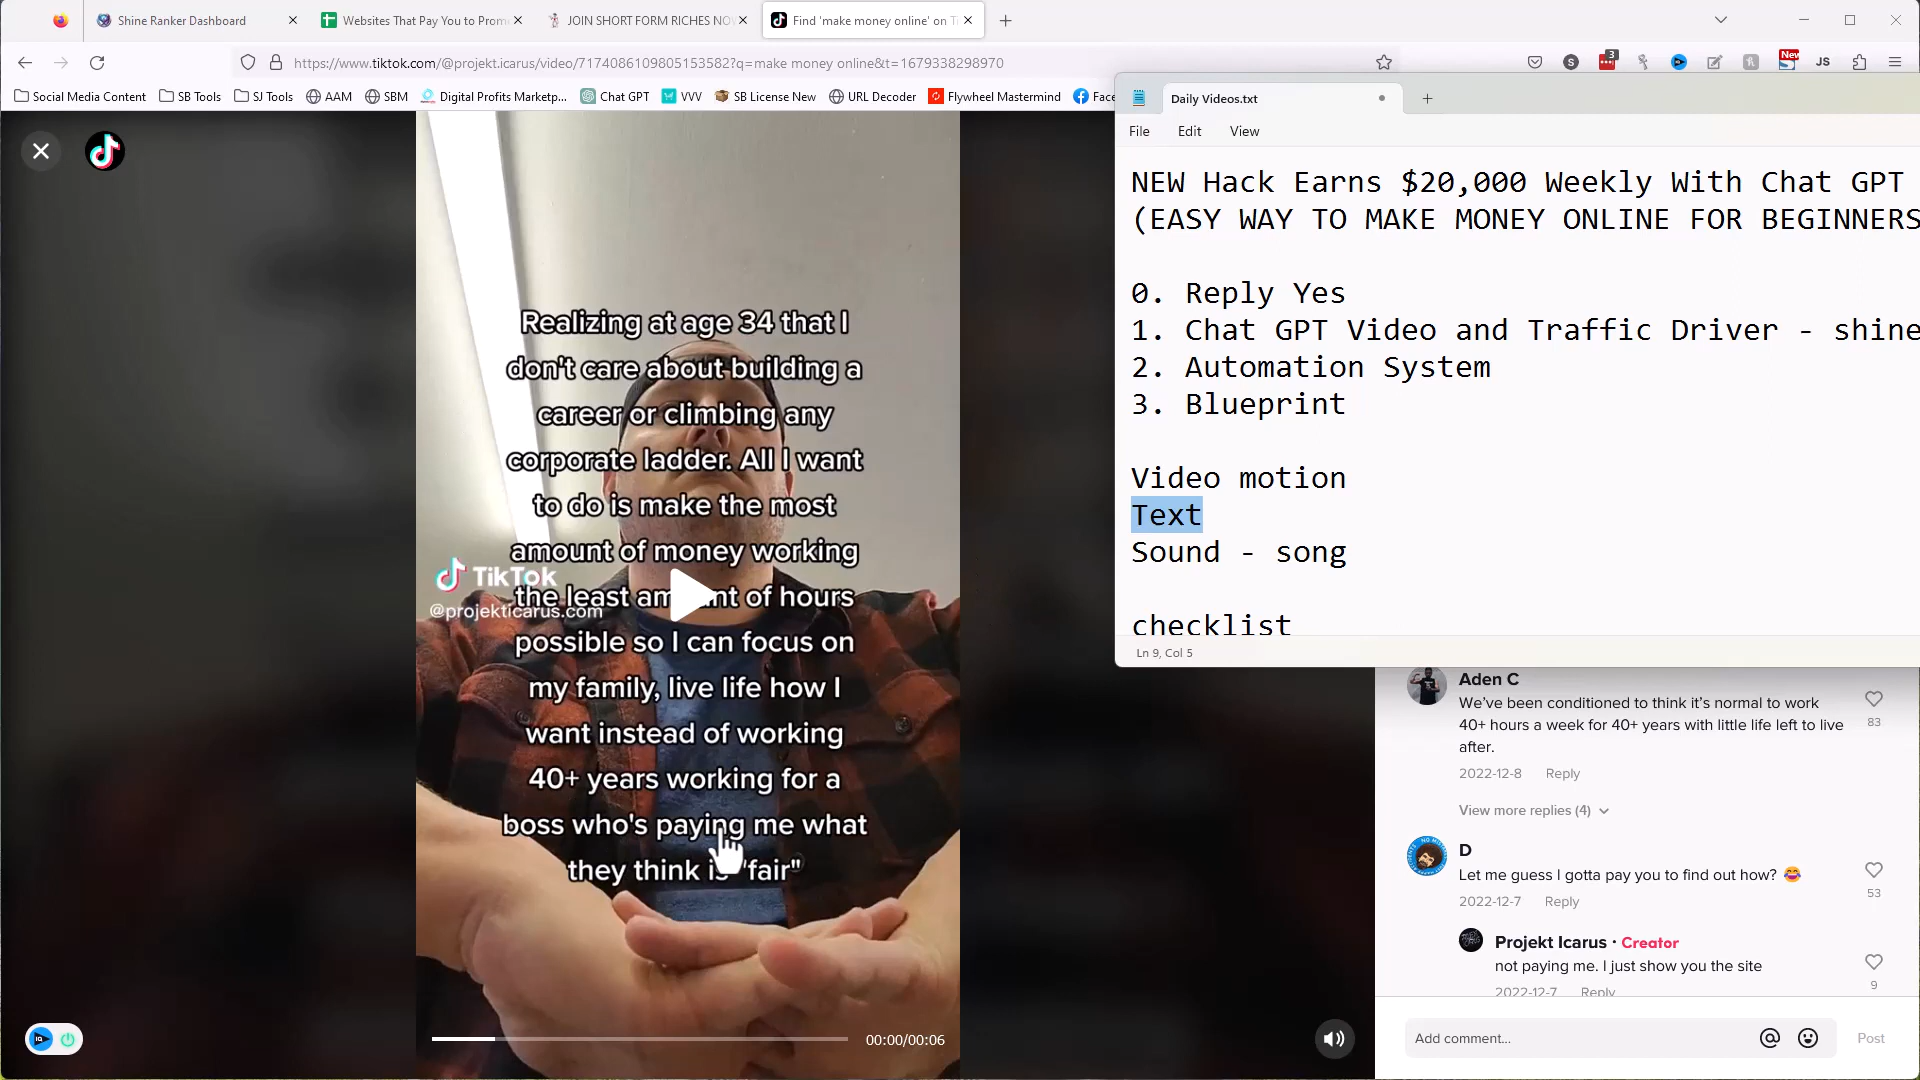 Shine Ranker Dashboard
Websites That Pay You to Prom
JOIN SHORT FORM RICHES NO
Find 'make money online' on T
https://www.tiktok.com/@projekt.icarus/video/7174086109805153582?q=make money online&t=1679338298970
3
New
JS
Social Media Content
SB Tools
SJ Tools
AAM
SBM
Digital Profits Marketp...
Chat GPT
VVV
SB License New
URL Decoder
Flywheel Mastermind
Face
Daily Videos.txt
File
Edit
View
NEW Hack Earns $20,000 Weekly With Chat GPT
(EASY WAY TO MAKE MONEY ONLINE FOR BEGINNERS
0. Reply Yes
1. Chat GPT Video and Traffic Driver - shine
2. Automation System
3. Blueprint
Video motion
Text
Sound - song
checklist
Ln 9, Col 5
Realizing at age 34 that I
don't care about building a
career or climbing any
corporate ladder. All I want
to do is make the most
amount of money working
the least amount of hours
possible so I can focus on
my family, live life how I
want instead of working
40+ years working for a
boss who's paying me what
they think is "fair"
TikTok
@projekticarus.com
00:00/00:06
Aden C
We've been conditioned to think it's normal to work
40+ hours a week for 40+ years with little life left to live
after.
83
2022-12-8
Reply
View more replies (4)
D
Let me guess I gotta pay you to find out how? 😂
53
2022-12-7
Reply
Projekt Icarus · Creator
not paying me. I just show you the site
9
2022-12-7
Reply
Add comment...
Post